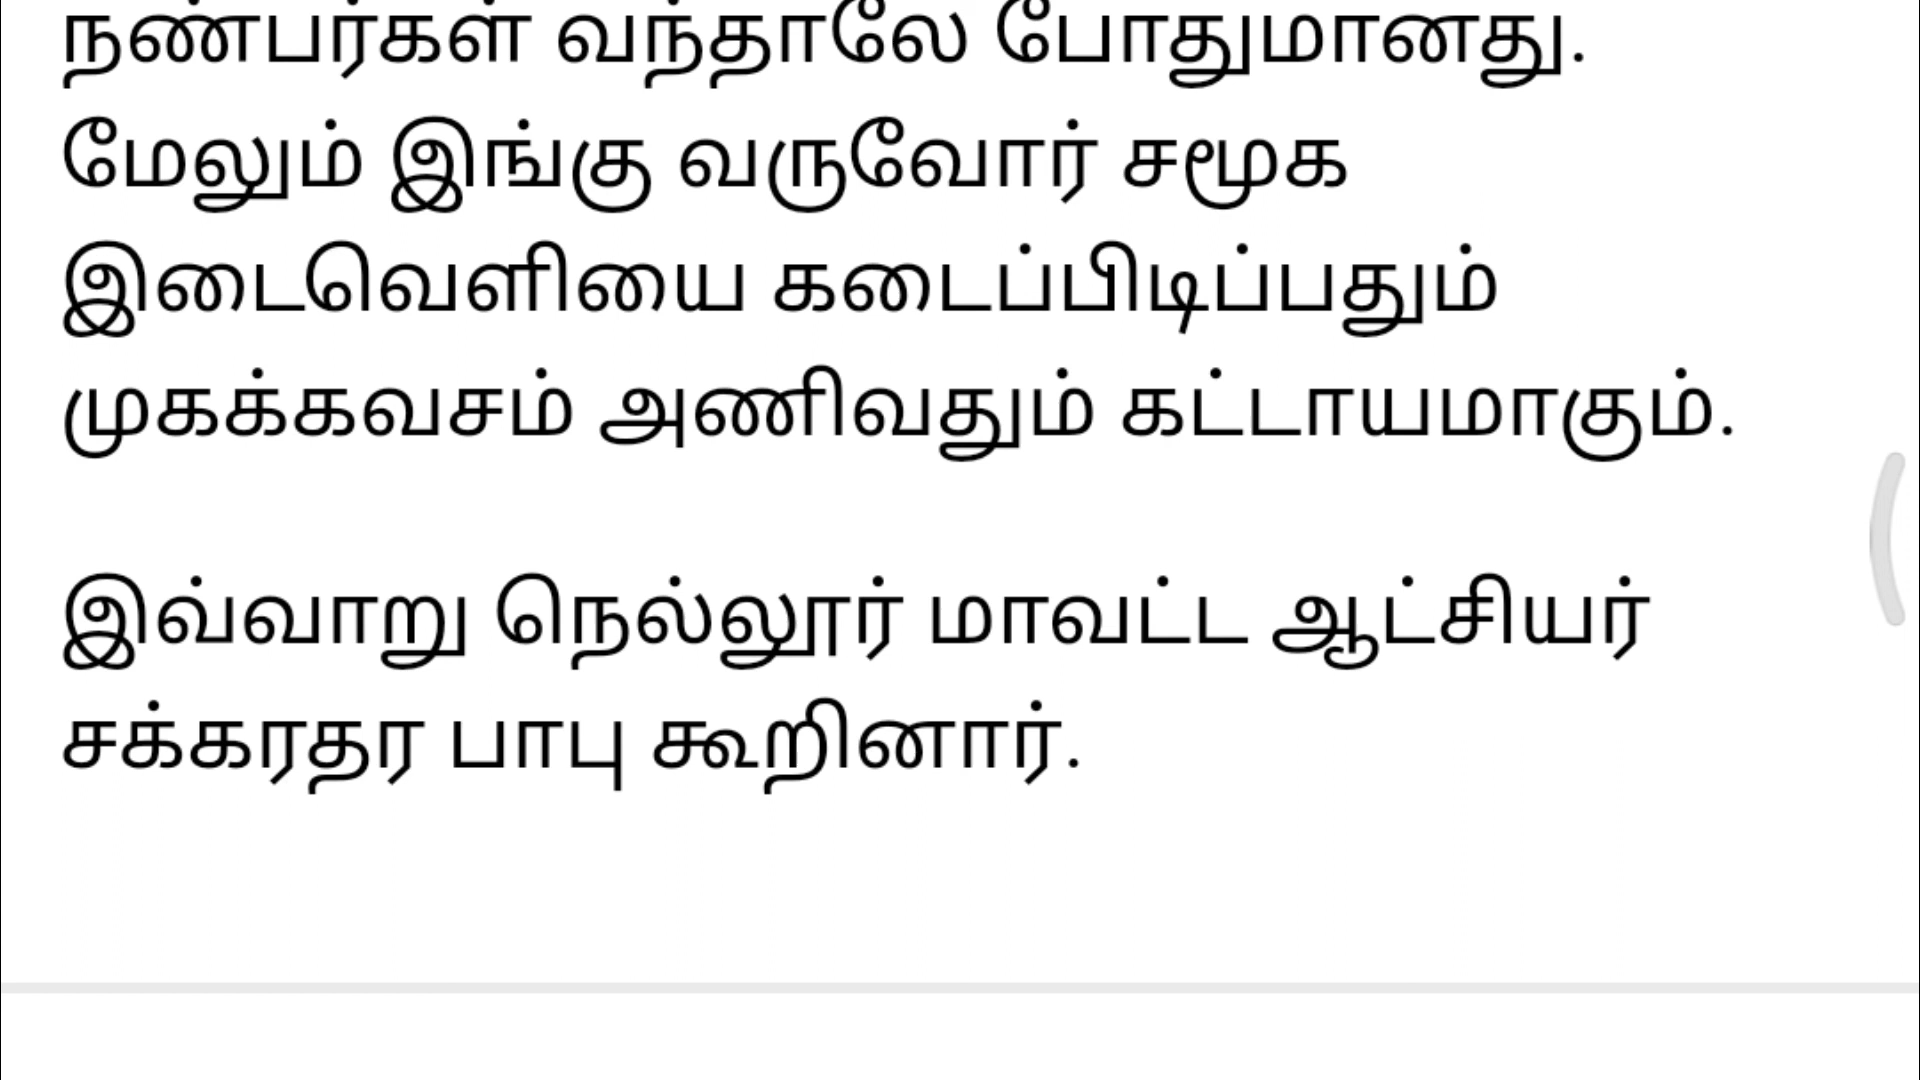 நண்பர்கள் வந்தாலே போதுமானது.
மேலும் இங்கு வருவோர் சமூக
இடைவெளியை கடைப்பிடிப்பதும்
முகக்கவசம் அணிவதும் கட்டாயமாகும்.
இவ்வாறு நெல்லூர் மாவட்ட ஆட்சியர்
சக்கரதர பாபு கூறினார்.